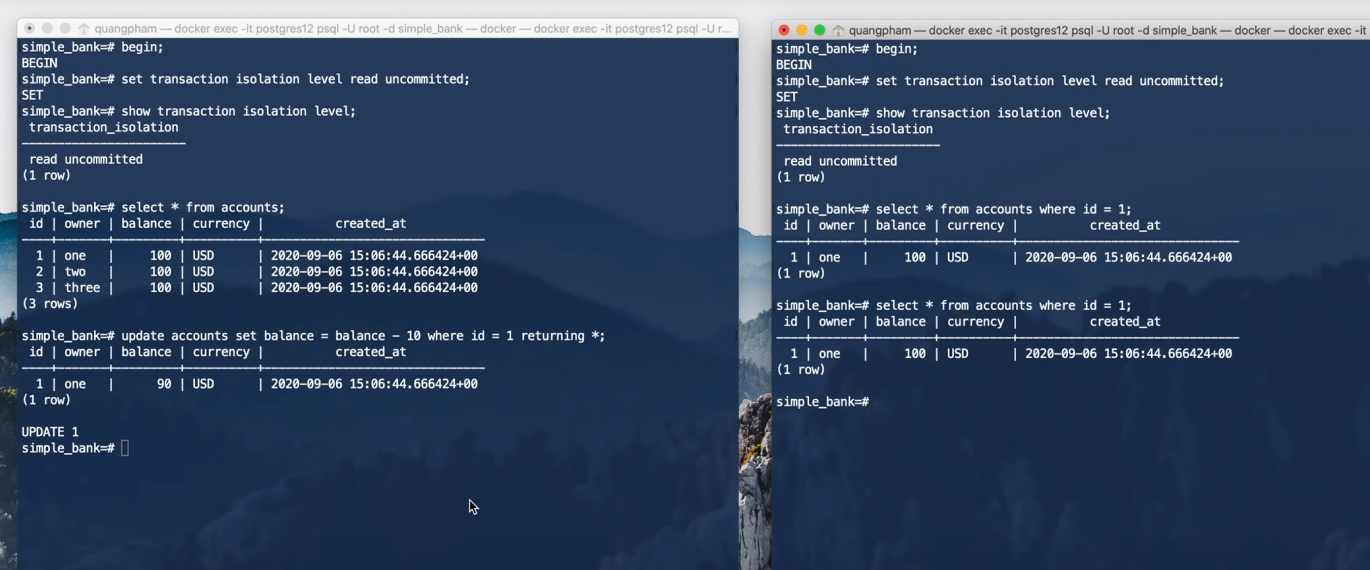 quangpham — docker exec -it postgres12 psql -U root -d simple_bank — docker — docker exec -it postgres12 psql -U r...
simple_bank=# begin;
BEGIN
simple_bank=# set transaction isolation level read uncommitted;
SET
simple_bank=# show transaction isolation level;
transaction_isolation
-----------------------
read uncommitted
(1 row)
simple_bank=# select * from accounts;
id | owner | balance | currency | created_at
----+-------+---------+----------+-------------------------------
1 | one | 100 | USD | 2020-09-06 15:06:44.666424+00
2 | two | 100 | USD | 2020-09-06 15:06:44.666424+00
3 | three | 100 | USD | 2020-09-06 15:06:44.666424+00
(3 rows)
simple_bank=# update accounts set balance = balance - 10 where id = 1 returning *;
id | owner | balance | currency | created_at
----+-------+---------+----------+-------------------------------
1 | one | 90 | USD | 2020-09-06 15:06:44.666424+00
(1 row)
UPDATE 1
simple_bank=#
quangpham — docker exec -it postgres12 psql -U root -d simple_bank — docker — docker exec -it
simple_bank=# begin;
BEGIN
simple_bank=# set transaction isolation level read uncommitted;
SET
simple_bank=# show transaction isolation level;
transaction_isolation
-----------------------
read uncommitted
(1 row)
simple_bank=# select * from accounts where id = 1;
id | owner | balance | currency | created_at
----+-------+---------+----------+-------------------------------
1 | one | 100 | USD | 2020-09-06 15:06:44.666424+00
(1 row)
simple_bank=# select * from accounts where id = 1;
id | owner | balance | currency | created_at
----+-------+---------+----------+-------------------------------
1 | one | 100 | USD | 2020-09-06 15:06:44.666424+00
(1 row)
simple_bank=#